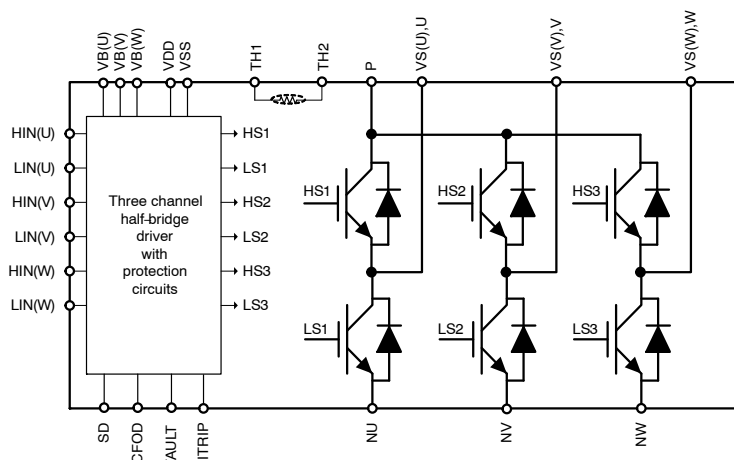 VB(U)
VB(V)
VB(W)
VDD
VSS
TH1
TH2
P
VS(U),U
VS(V),V
VS(W),W
HIN(U)
LIN(U)
HIN(V)
LIN(V)
HIN(W)
LIN(W)
Three channel
half-bridge
driver
with
protection
circuits
HS1
LS1
HS2
LS2
HS3
LS3
HS1
HS2
HS3
LS1
LS2
LS3
SD
CFOD
ITRIP
NU
NV
NW